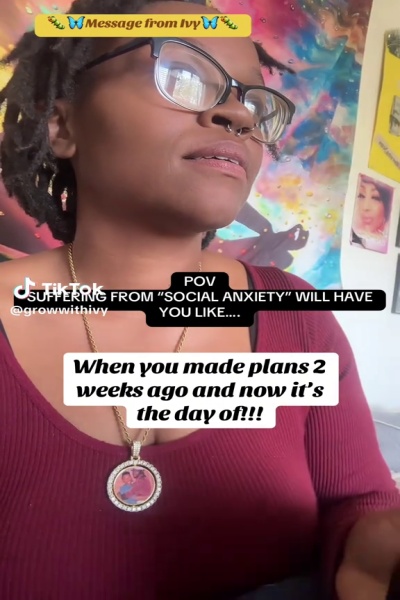 🐛🦋Message from Ivy🦋🐛
POV
SUFFERING FROM “SOCIAL ANXIETY” WILL HAVE
YOU LIKE....
TikTok
@growwithivy
When you made plans 2
weeks ago and now it’s
the day of!!!